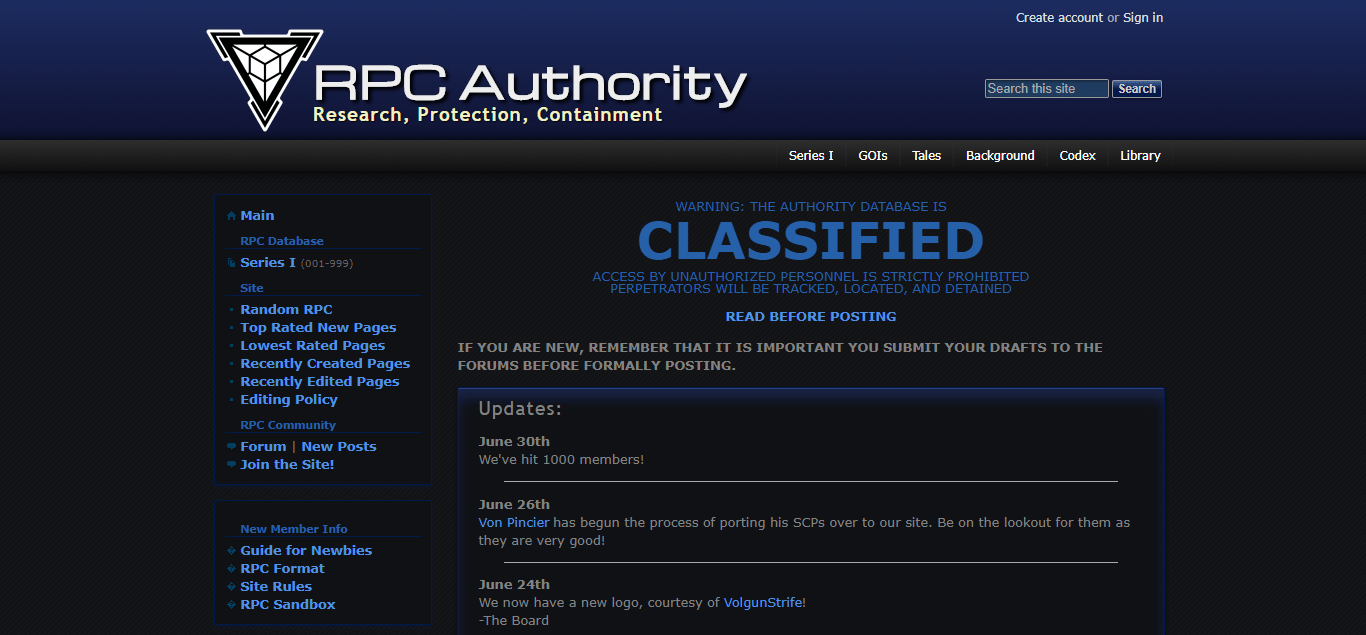 Create account or Sign in
RPC Authority
Research, Protection, Containment
Search this site
Search
Series I
GOIs
Tales
Background
Codex
Library
Main
RPC Database
Series I (001-999)
Site
Random RPC
Top Rated New Pages
Lowest Rated Pages
Recently Created Pages
Recently Edited Pages
Editing Policy
RPC Community
Forum | New Posts
Join the Site!
New Member Info
Guide for Newbies
RPC Format
Site Rules
RPC Sandbox
WARNING: THE AUTHORITY DATABASE IS
CLASSIFIED
ACCESS BY UNAUTHORIZED PERSONNEL IS STRICTLY PROHIBITED
PERPETRATORS WILL BE TRACKED, LOCATED, AND DETAINED
READ BEFORE POSTING
IF YOU ARE NEW, REMEMBER THAT IT IS IMPORTANT YOU SUBMIT YOUR DRAFTS TO THE
FORUMS BEFORE FORMALLY POSTING.
Updates:
June 30th
We've hit 1000 members!
June 26th
Von Pincier has begun the process of porting his SCPs over to our site. Be on the lookout for them as
they are very good!
June 24th
We now have a new logo, courtesy of VolgunStrife!
-The Board